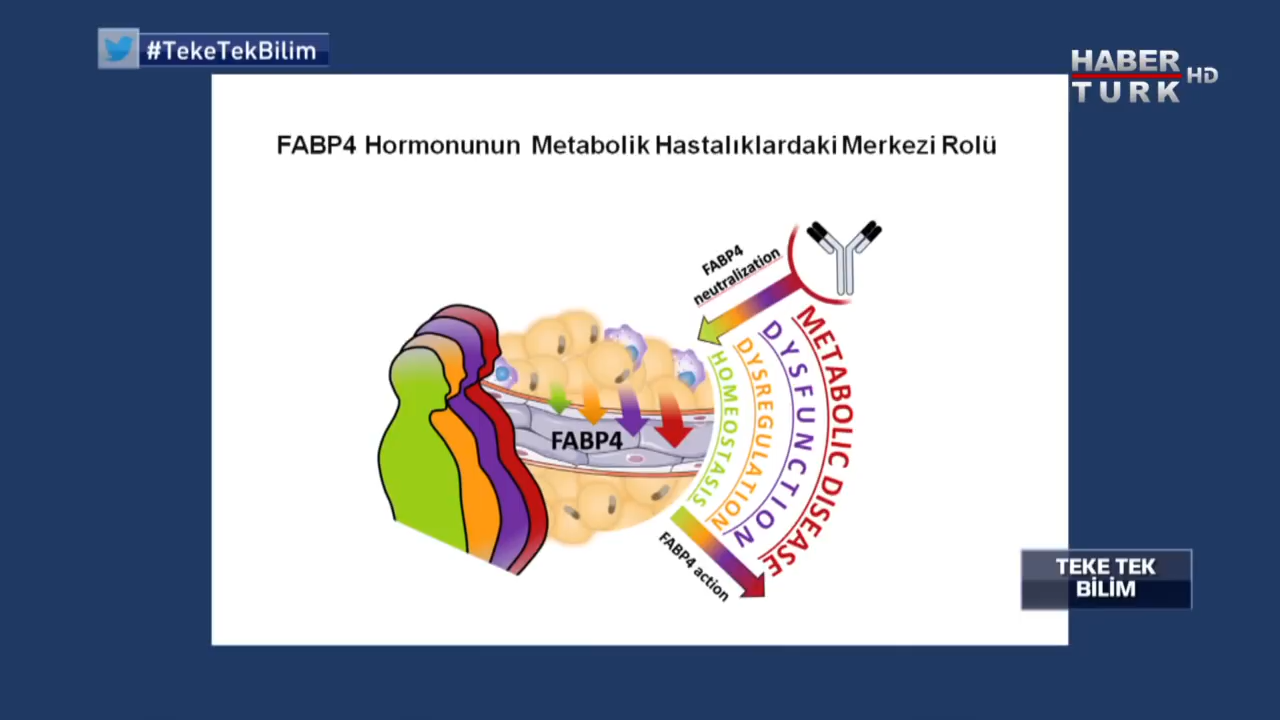 #TekeTekBilim
HABER
TURK HD
FABP4 Hormonunun Metabolik Hastalıklardaki Merkezi Rolü
FABP4
neutralization
FABP4
HOMEOSTASIS
DYSREGULATION
DYSFUNCTION
METABOLIC DISEASE
FABP4 action
TEKE TEK
BİLİM